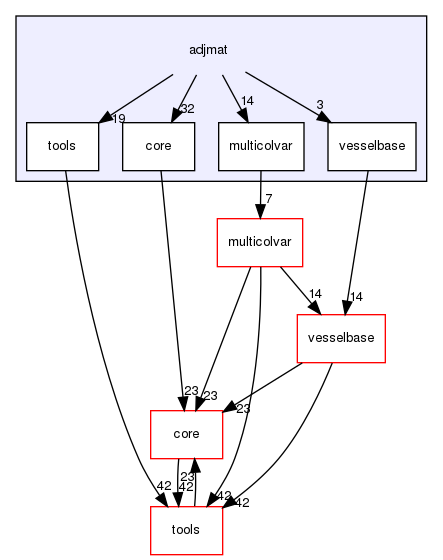 adjmat
19
32
14
3
tools
core
multicolvar
vesselbase
7
multicolvar
14
14
vesselbase
23
23
23
core
42
23
42
42
42
tools